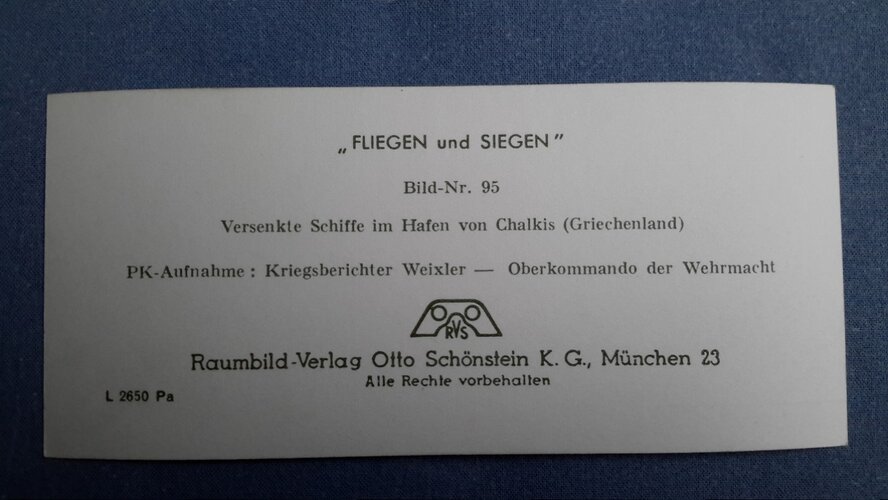 „FLIEGEN und SIEGEN”
Bild-Nr. 95
Versenkte Schiffe im Hafen von Chalkis (Griechenland)
PK-Aufnahme : Kriegsberichter Weixler — Oberkommando der Wehrmacht
RVS
Raumbild-Verlag Otto Schönstein K. G., München 23
Alle Rechte vorbehalten
L 2650 Pa